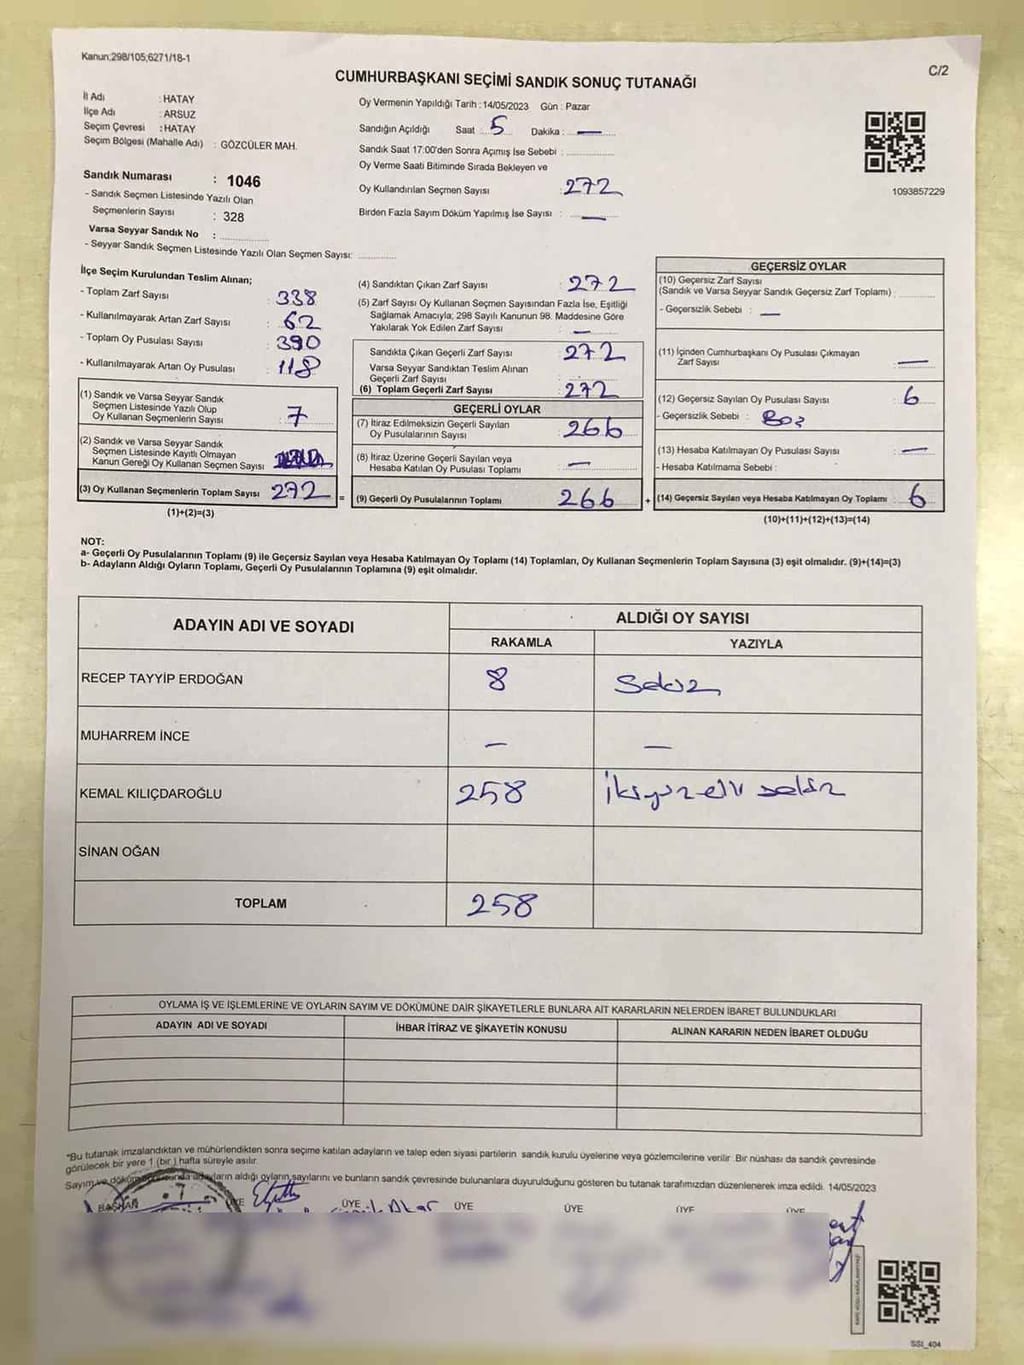 Kanun:298/105;6271/18-1
C/2
CUMHURBAŞKANI SEÇİMİ SANDIK SONUÇ TUTANAĞI
İl Adı : HATAY
İlçe Adı : ARSUZ
Seçim Çevresi : HATAY
Seçim Bölgesi (Mahalle Adı) : GÖZCÜLER MAH.
Sandık Numarası : 1046
- Sandık Seçmen Listesinde Yazılı Olan
Seçmenlerin Sayısı : 328
Varsa Seyyar Sandık No :
- Seyyar Sandık Seçmen Listesinde Yazılı Olan Seçmen Sayısı:
Oy Vermenin Yapıldığı Tarih : 14/05/2023 Gün : Pazar
Sandığın Açıldığı Saat : 5 Dakika : —
Sandık Saat 17:00'den Sonra Açımış İse Sebebi :
Oy Verme Saati Bitiminde Sırada Bekleyen ve
Oy Kullandırılan Seçmen Sayısı : 272
Birden Fazla Sayım Döküm Yapılmış İse Sayısı : —
1093857229
İlçe Seçim Kurulundan Teslim Alınan;
- Toplam Zarf Sayısı : 338
- Kullanılmayarak Artan Zarf Sayısı : 62
- Toplam Oy Pusulası Sayısı : 390
- Kullanılmayarak Artan Oy Pusulası : 118
(1) Sandık ve Varsa Seyyar Sandık
Seçmen Listesinde Yazılı Olup
Oy Kullanan Seçmenlerin Sayısı : 7
(2) Sandık ve Varsa Seyyar Sandık
Seçmen Listesinde Kayıtlı Olmayan
Kanun Gereği Oy Kullanan Seçmen Sayısı :
(3) Oy Kullanan Seçmenlerin Toplam Sayısı : 272
(1)+(2)=(3)
(4) Sandıktan Çıkan Zarf Sayısı : 272
(5) Zarf Sayısı Oy Kullanan Seçmen Sayısından Fazla İse, Eşitliği
Sağlamak Amacıyla; 298 Sayılı Kanunun 98. Maddesine Göre
Yakılarak Yok Edilen Zarf Sayısı : —
Sandıkta Çıkan Geçerli Zarf Sayısı : 272
Varsa Seyyar Sandıktan Teslim Alınan
Geçerli Zarf Sayısı :
(6) Toplam Geçerli Zarf Sayısı : 272
GEÇERLİ OYLAR
(7) İtiraz Edilmeksizin Geçerli Sayılan
Oy Pusulalarının Sayısı : 266
(8) İtiraz Üzerine Geçerli Sayılan veya
Hesaba Katılan Oy Pusulası Toplamı : —
= (9) Geçerli Oy Pusulalarının Toplamı : 266
GEÇERSİZ OYLAR
(10) Geçersiz Zarf Sayısı
(Sandık ve Varsa Seyyar Sandık Geçersiz Zarf Toplamı) :
- Geçersizlik Sebebi : —
(11) İçinden Cumhurbaşkanı Oy Pusulası Çıkmayan
Zarf Sayısı : —
(12) Geçersiz Sayılan Oy Pusulası Sayısı : 6
- Geçersizlik Sebebi : Boz
(13) Hesaba Katılmayan Oy Pusulası Sayısı : —
- Hesaba Katılmama Sebebi :
+ (14) Geçersiz Sayılan veya Hesaba Katılmayan Oy Toplamı : 6
(10)+(11)+(12)+(13)=(14)
NOT:
a- Geçerli Oy Pusulalarının Toplamı (9) ile Geçersiz Sayılan veya Hesaba Katılmayan Oy Toplamı (14) Toplamları, Oy Kullanan Seçmenlerin Toplam Sayısına (3) eşit olmalıdır. (9)+(14)=(3)
b- Adayların Aldığı Oyların Toplamı, Geçerli Oy Pusulalarının Toplamına (9) eşit olmalıdır.
ADAYIN ADI VE SOYADI
ALDIĞI OY SAYISI
RAKAMLA YAZIYLA
RECEP TAYYİP ERDOĞAN 8 Sekiz
MUHARREM İNCE — —
KEMAL KILIÇDAROĞLU 258 İkiyüz elli sekiz
SİNAN OĞAN
TOPLAM 258
OYLAMA İŞ VE İŞLEMLERİNE VE OYLARIN SAYIM VE DÖKÜMÜNE DAİR ŞİKAYETLERLE BUNLARA AİT KARARLARIN NELERDEN İBARET BULUNDUKLARI
ADAYIN ADI VE SOYADI İHBAR İTİRAZ VE ŞİKAYETİN KONUSU ALINAN KARARIN NEDEN İBARET OLDUĞU
*Bu tutanak imzalandıktan ve mühürlendikten sonra seçime katılan adayların ve talep eden siyasi partilerin sandık kurulu üyelerine veya gözlemcilerine verilir. Bir nüshası da sandık çevresinde
görülecek bir yere 1 (bir) hafta süreyle asılır.
Sayım ve döküm sonunda adayların aldığı oyların sayılarını ve bunların sandık çevresinde bulunanlara duyurulduğunu gösteren bu tutanak tarafımızdan düzenlenerek imza edildi. 14/05/2023
BAŞKAN ÜYE ÜYE ÜYE ÜYE ÜYE ÜYE
SSİ_404